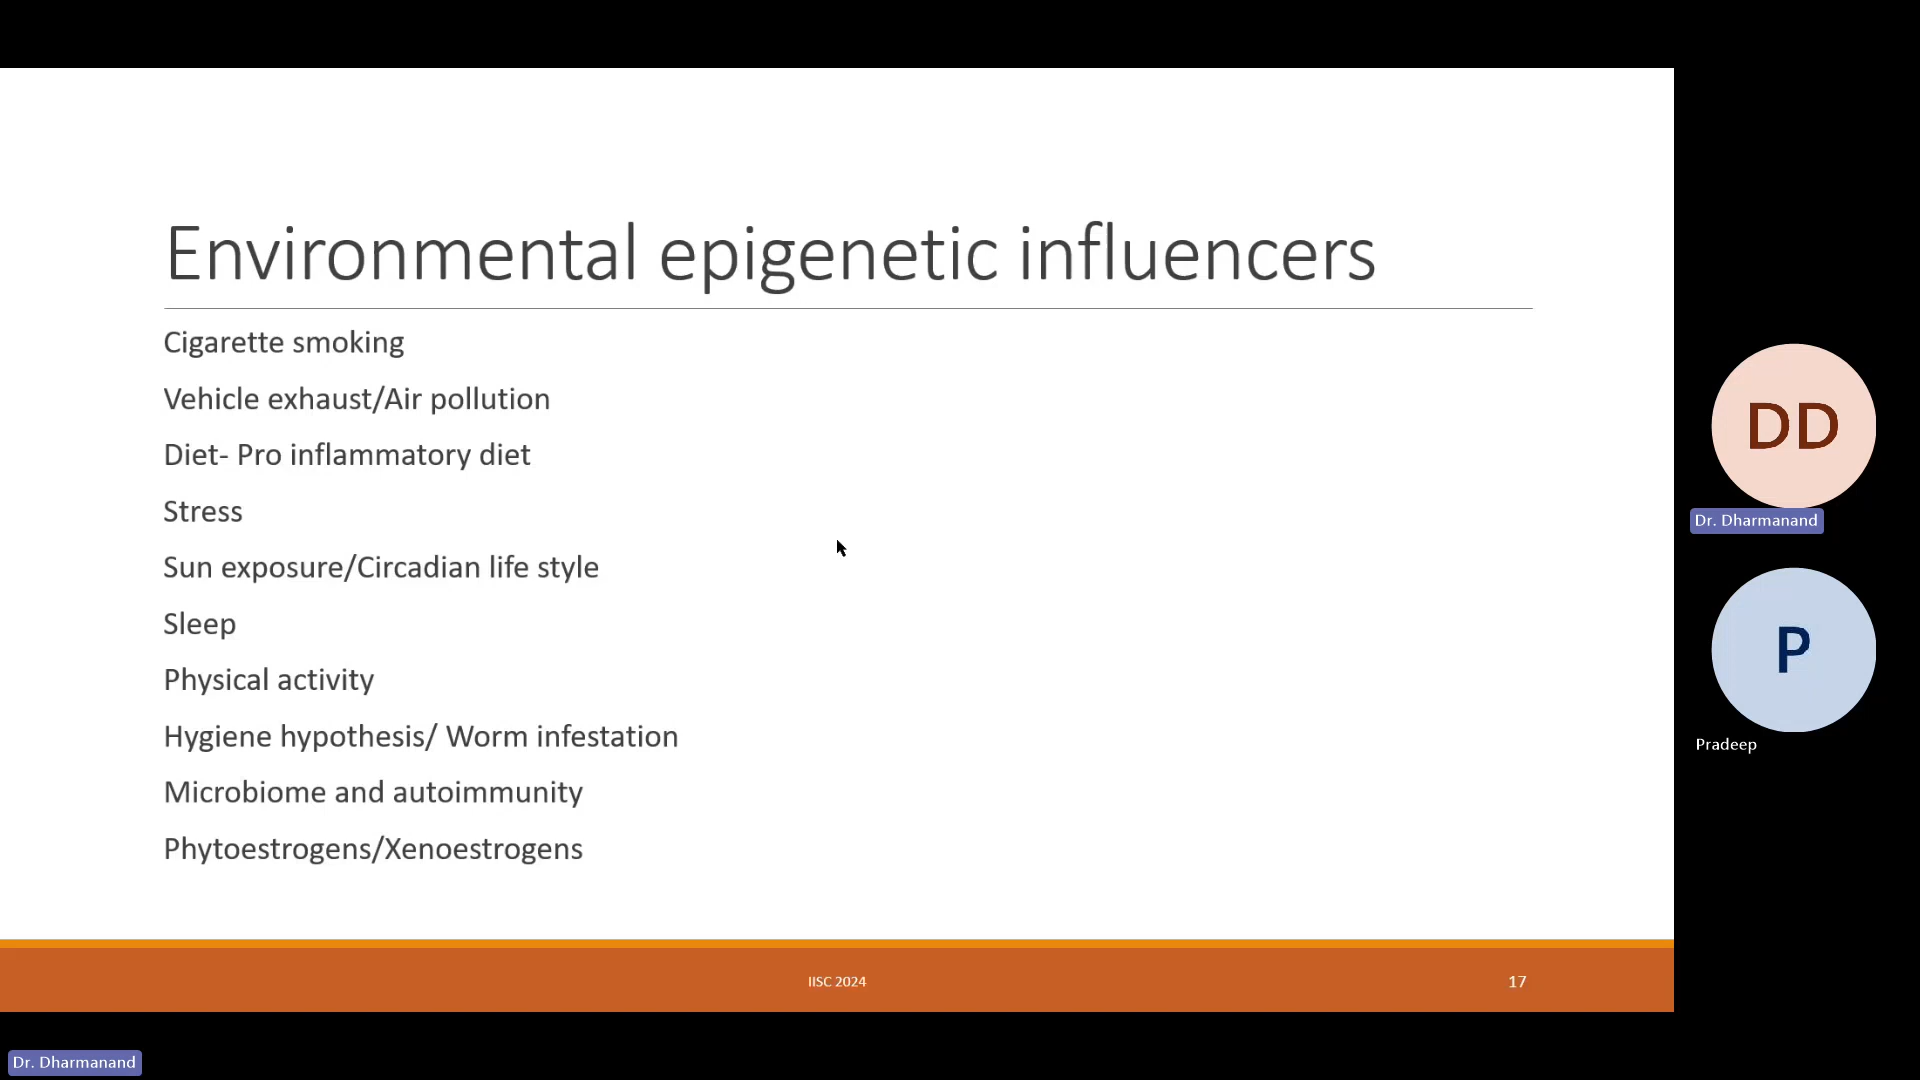 Environmental epigenetic influencers
Cigarette smoking
Vehicle exhaust/Air pollution
Diet- Pro inflammatory diet
Stress
Sun exposure/Circadian life style
Sleep
Physical activity
Hygiene hypothesis/ Worm infestation
Microbiome and autoimmunity
Phytoestrogens/Xenoestrogens
IISC 2024
17
DD
Dr. Dharmanand
P
Pradeep
Dr. Dharmanand